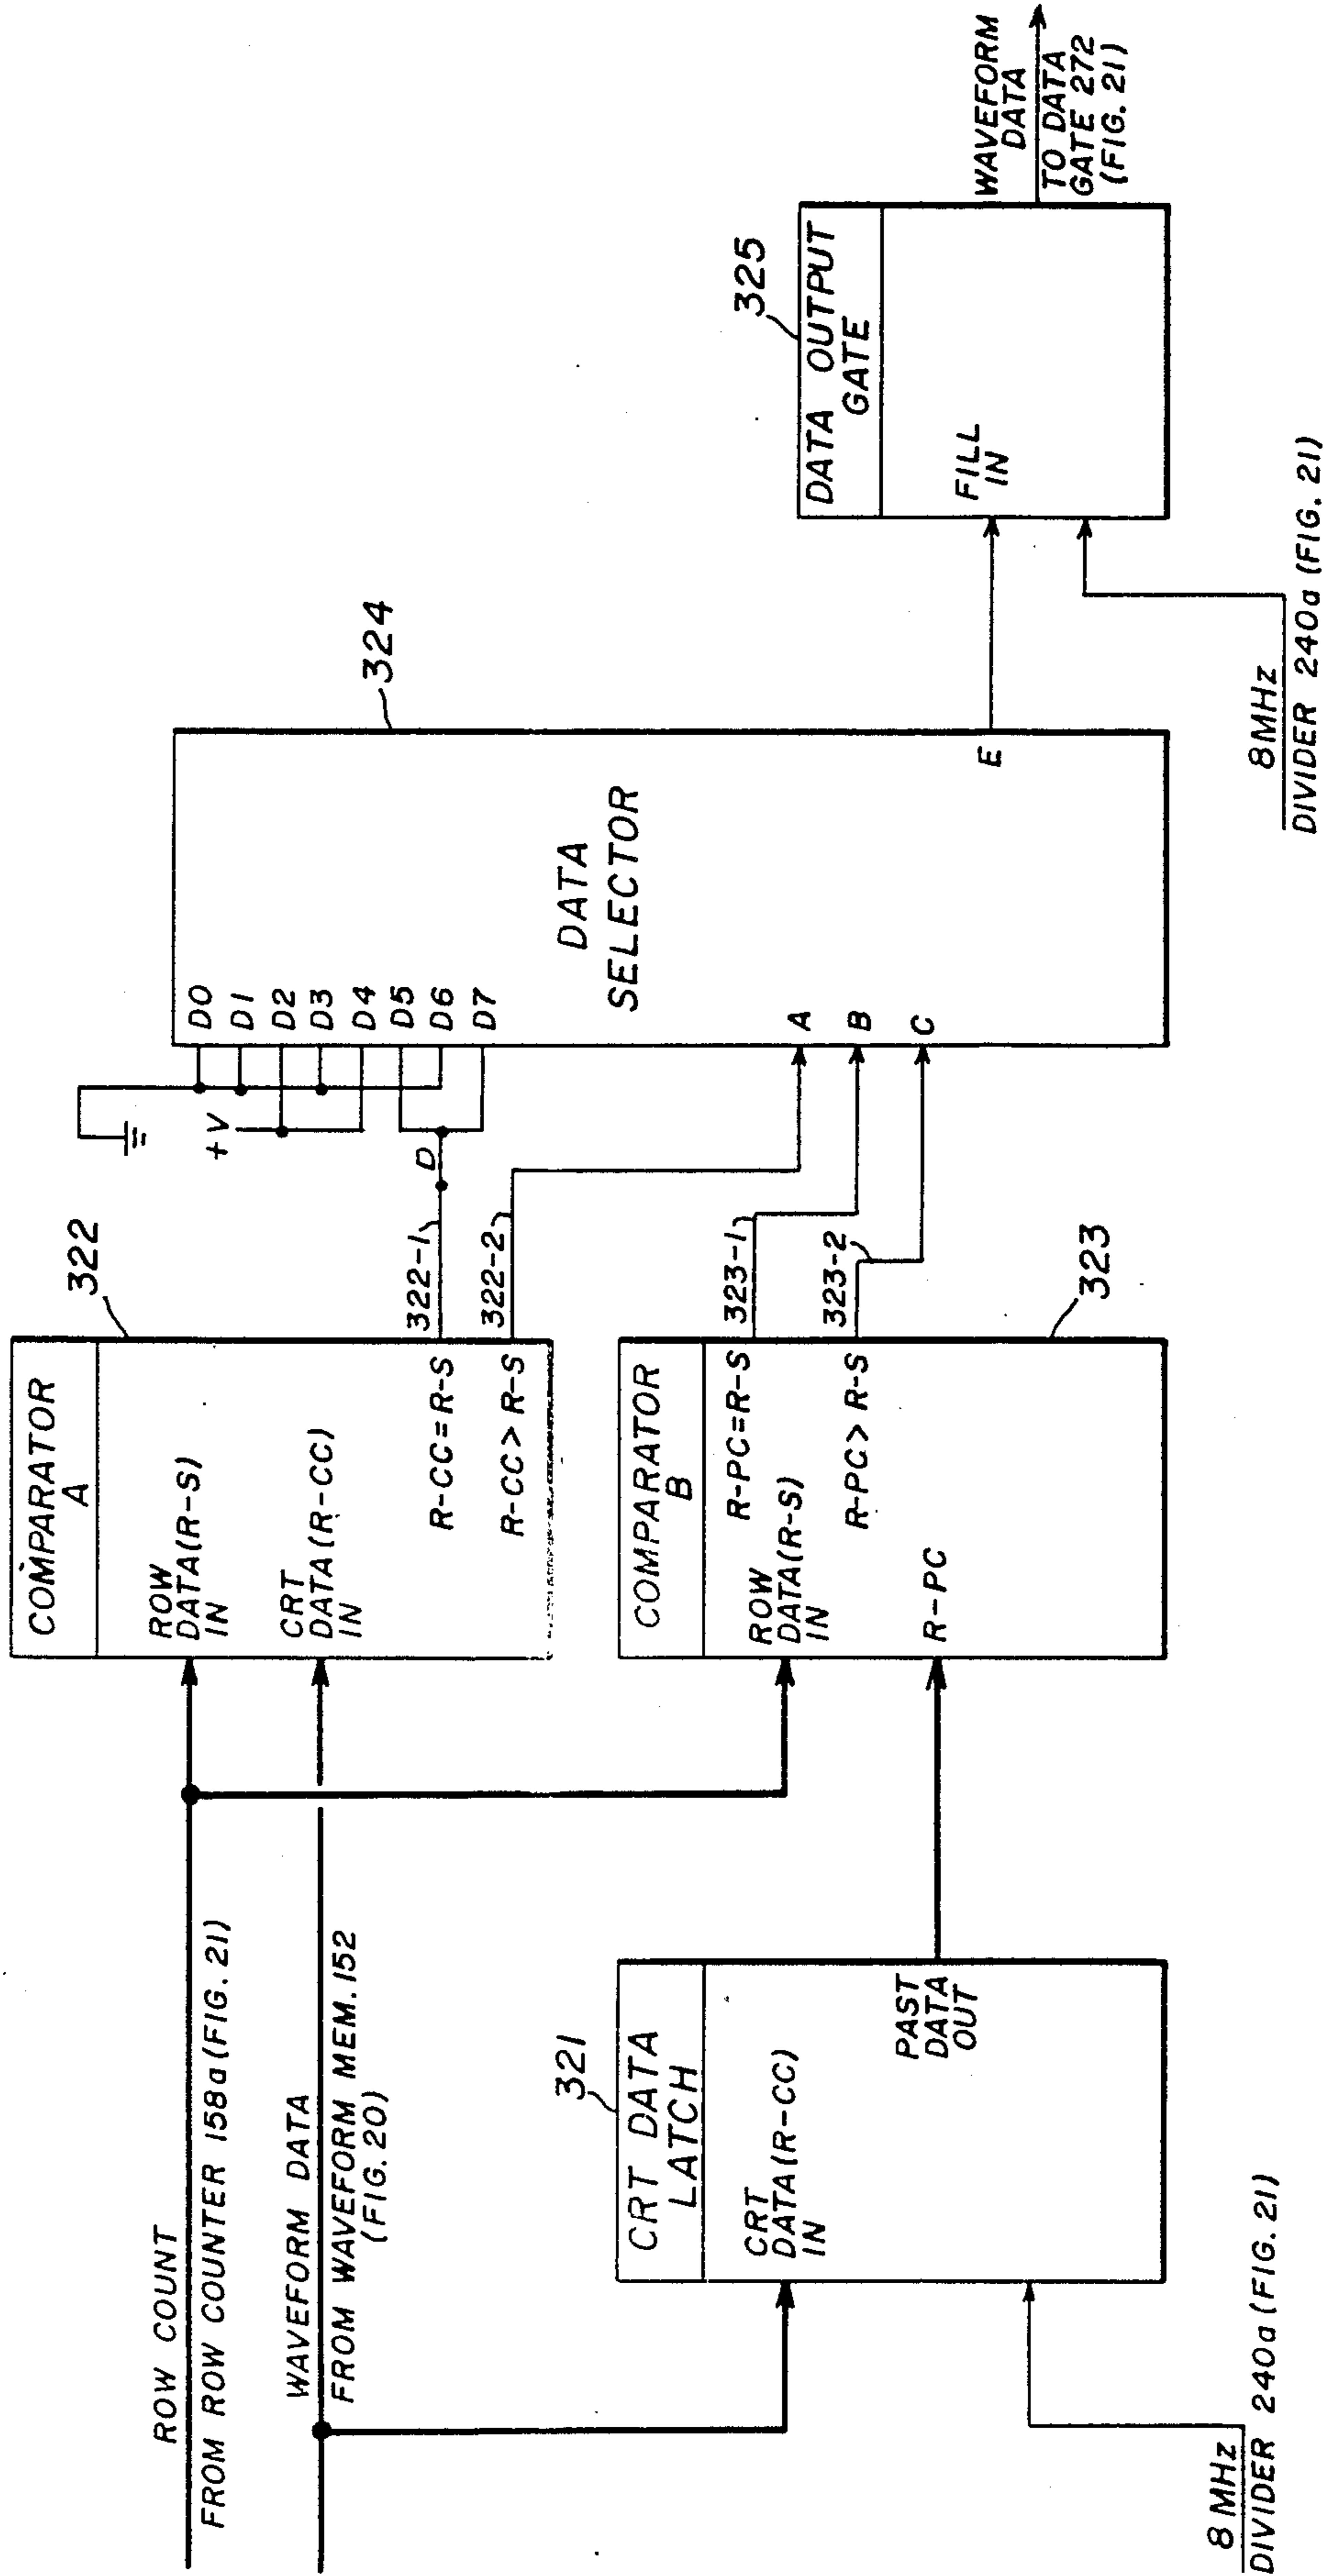 ROW COUNT
FROM ROW COUNTER 158a (FIG. 21)
WAVEFORM DATA
FROM WAVEFORM MEM. 152
(FIG. 20)
8 MHz
DIVIDER 240a (FIG. 21)
321
CRT DATA
LATCH
CRT
DATA (R-CC)
IN
PAST
DATA
OUT
COMPARATOR
A
322
ROW
DATA (R-S)
IN
CRT
DATA (R-CC)
IN
R-CC = R-S
R-CC > R-S
322-1
322-2
COMPARATOR
B
R-PC = R-S
ROW
DATA (R-S)
IN
R-PC > R-S
R-PC
323-1
323-2
323
+V
D
D0
D1
D2
D3
D4
D5
D6
D7
A
B
C
DATA
SELECTOR
324
E
325
DATA OUTPUT
GATE
FILL
IN
8 MHz
DIVIDER 240a (FIG. 21)
WAVEFORM
DATA
TO DATA
GATE 272
(FIG. 21)